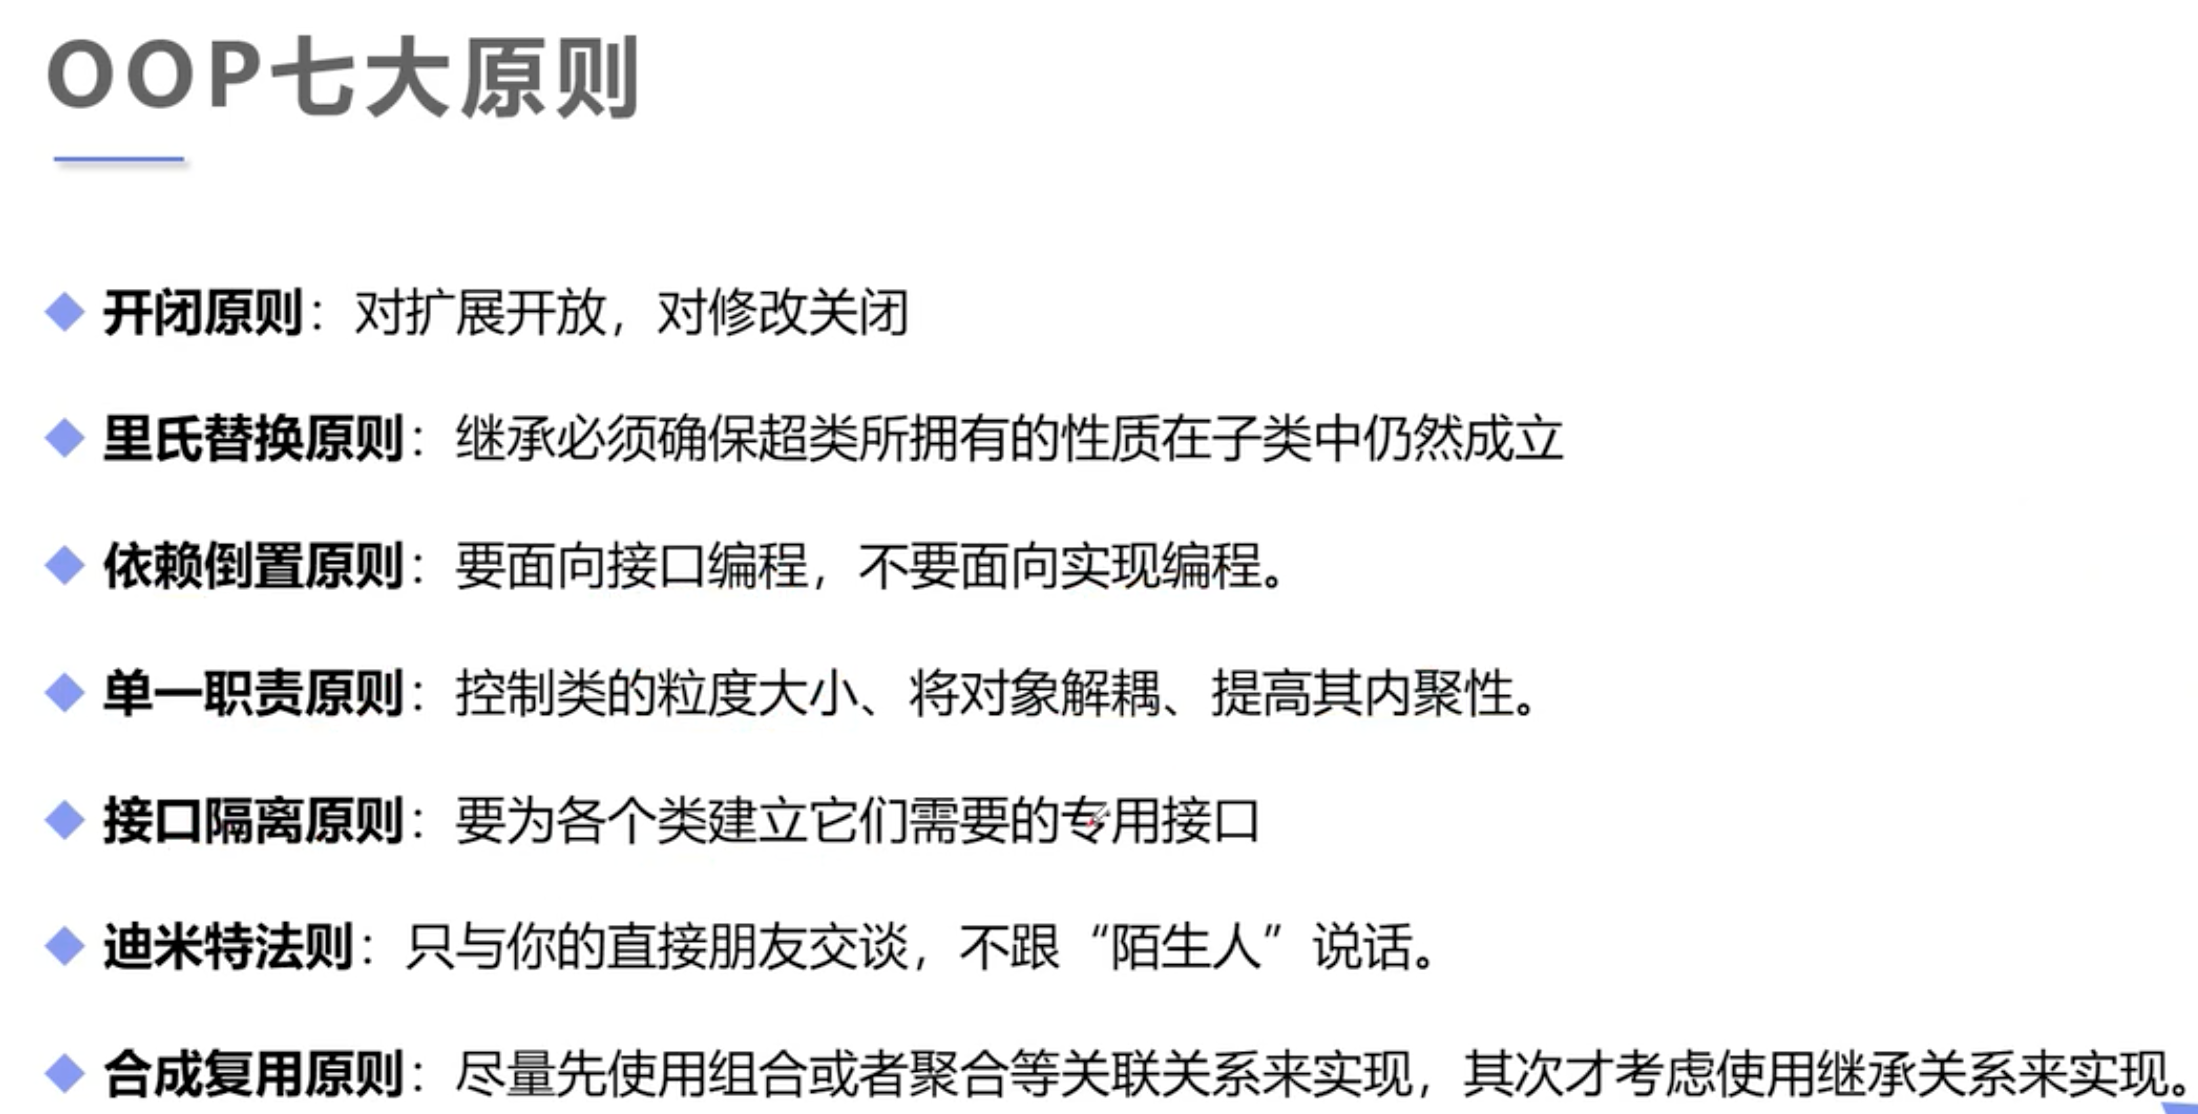 OOP七大原则
开闭原则：对扩展开放，对修改关闭
里氏替换原则：继承必须确保超类所拥有的性质在子类中仍然成立
依赖倒置原则：要面向接口编程，不要面向实现编程。
单一职责原则：控制类的粒度大小、将对象解耦、提高其内聚性。
接口隔离原则：要为各个类建立它们需要的专用接口
迪米特法则：只与你的直接朋友交谈，不跟“陌生人”说话。
合成复用原则：尽量先使用组合或者聚合等关联关系来实现，其次才考虑使用继承关系来实现。